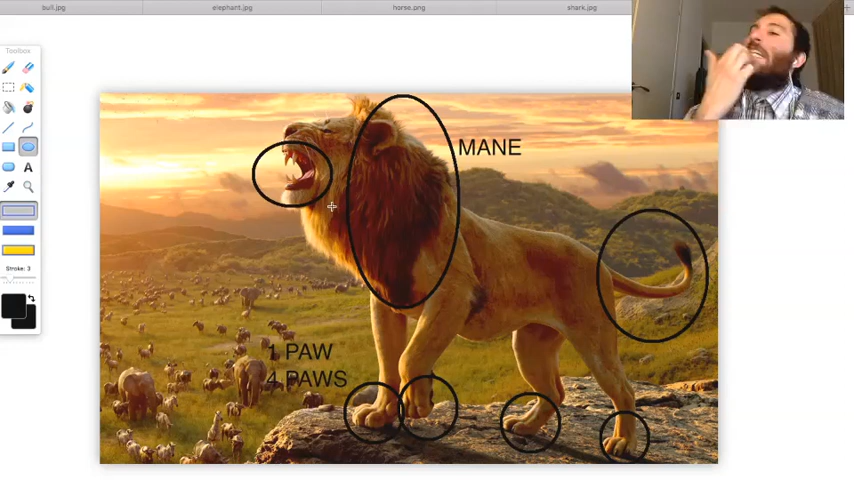 bull.jpg
elephant.jpg
horse.png
shark.jpg
Toolbox
A
Stroke: 3
MANE
1 PAW
4 PAWS